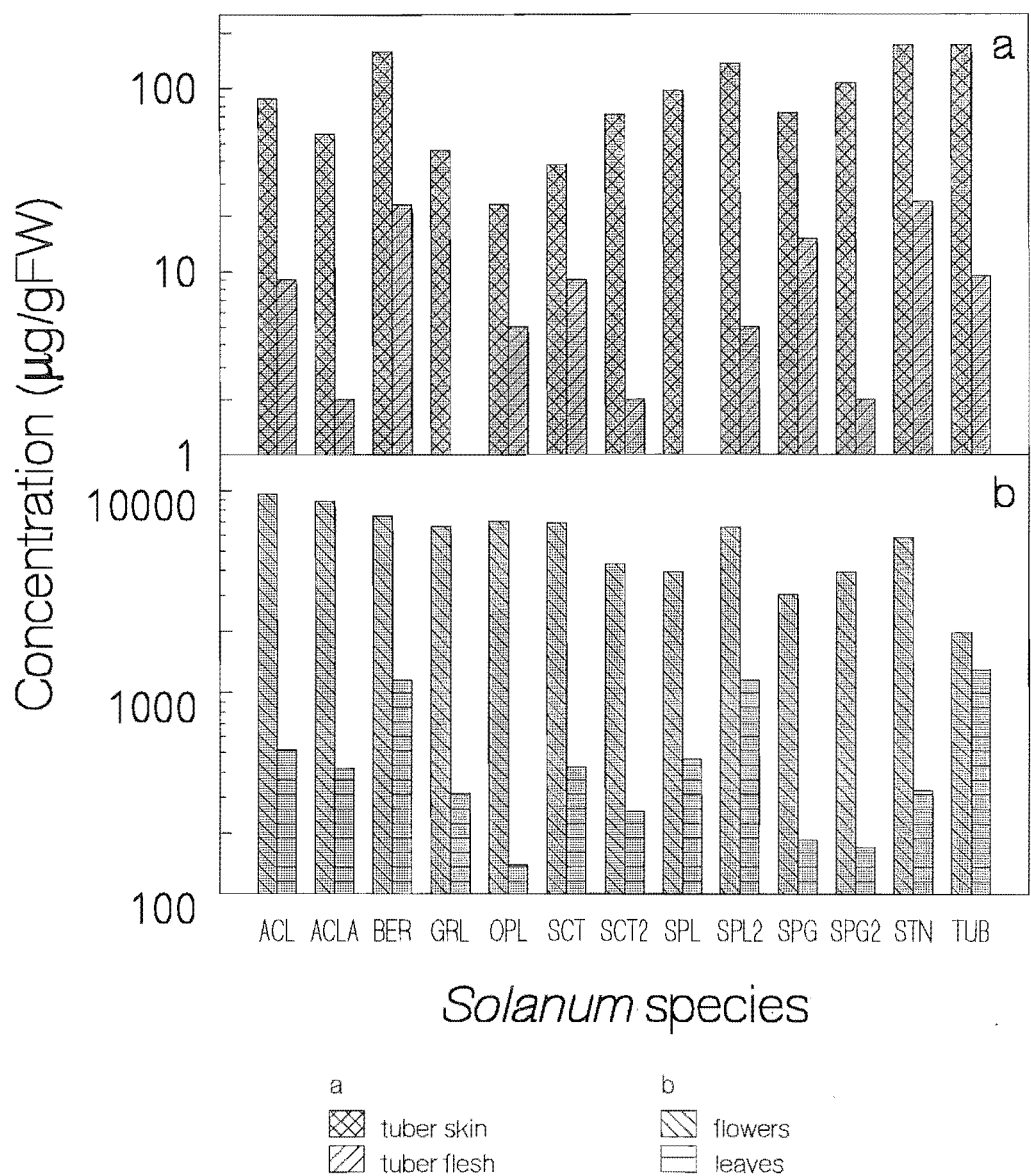 a
100
10
1
Concentration (µg/gFW)
b
10000
1000
100
ACL ACLA BER GRL OPL SCT SCT2 SPL SPL2 SPG SPG2 STN TUB
Solanum species
a b
tuber skin flowers
tuber flesh leaves